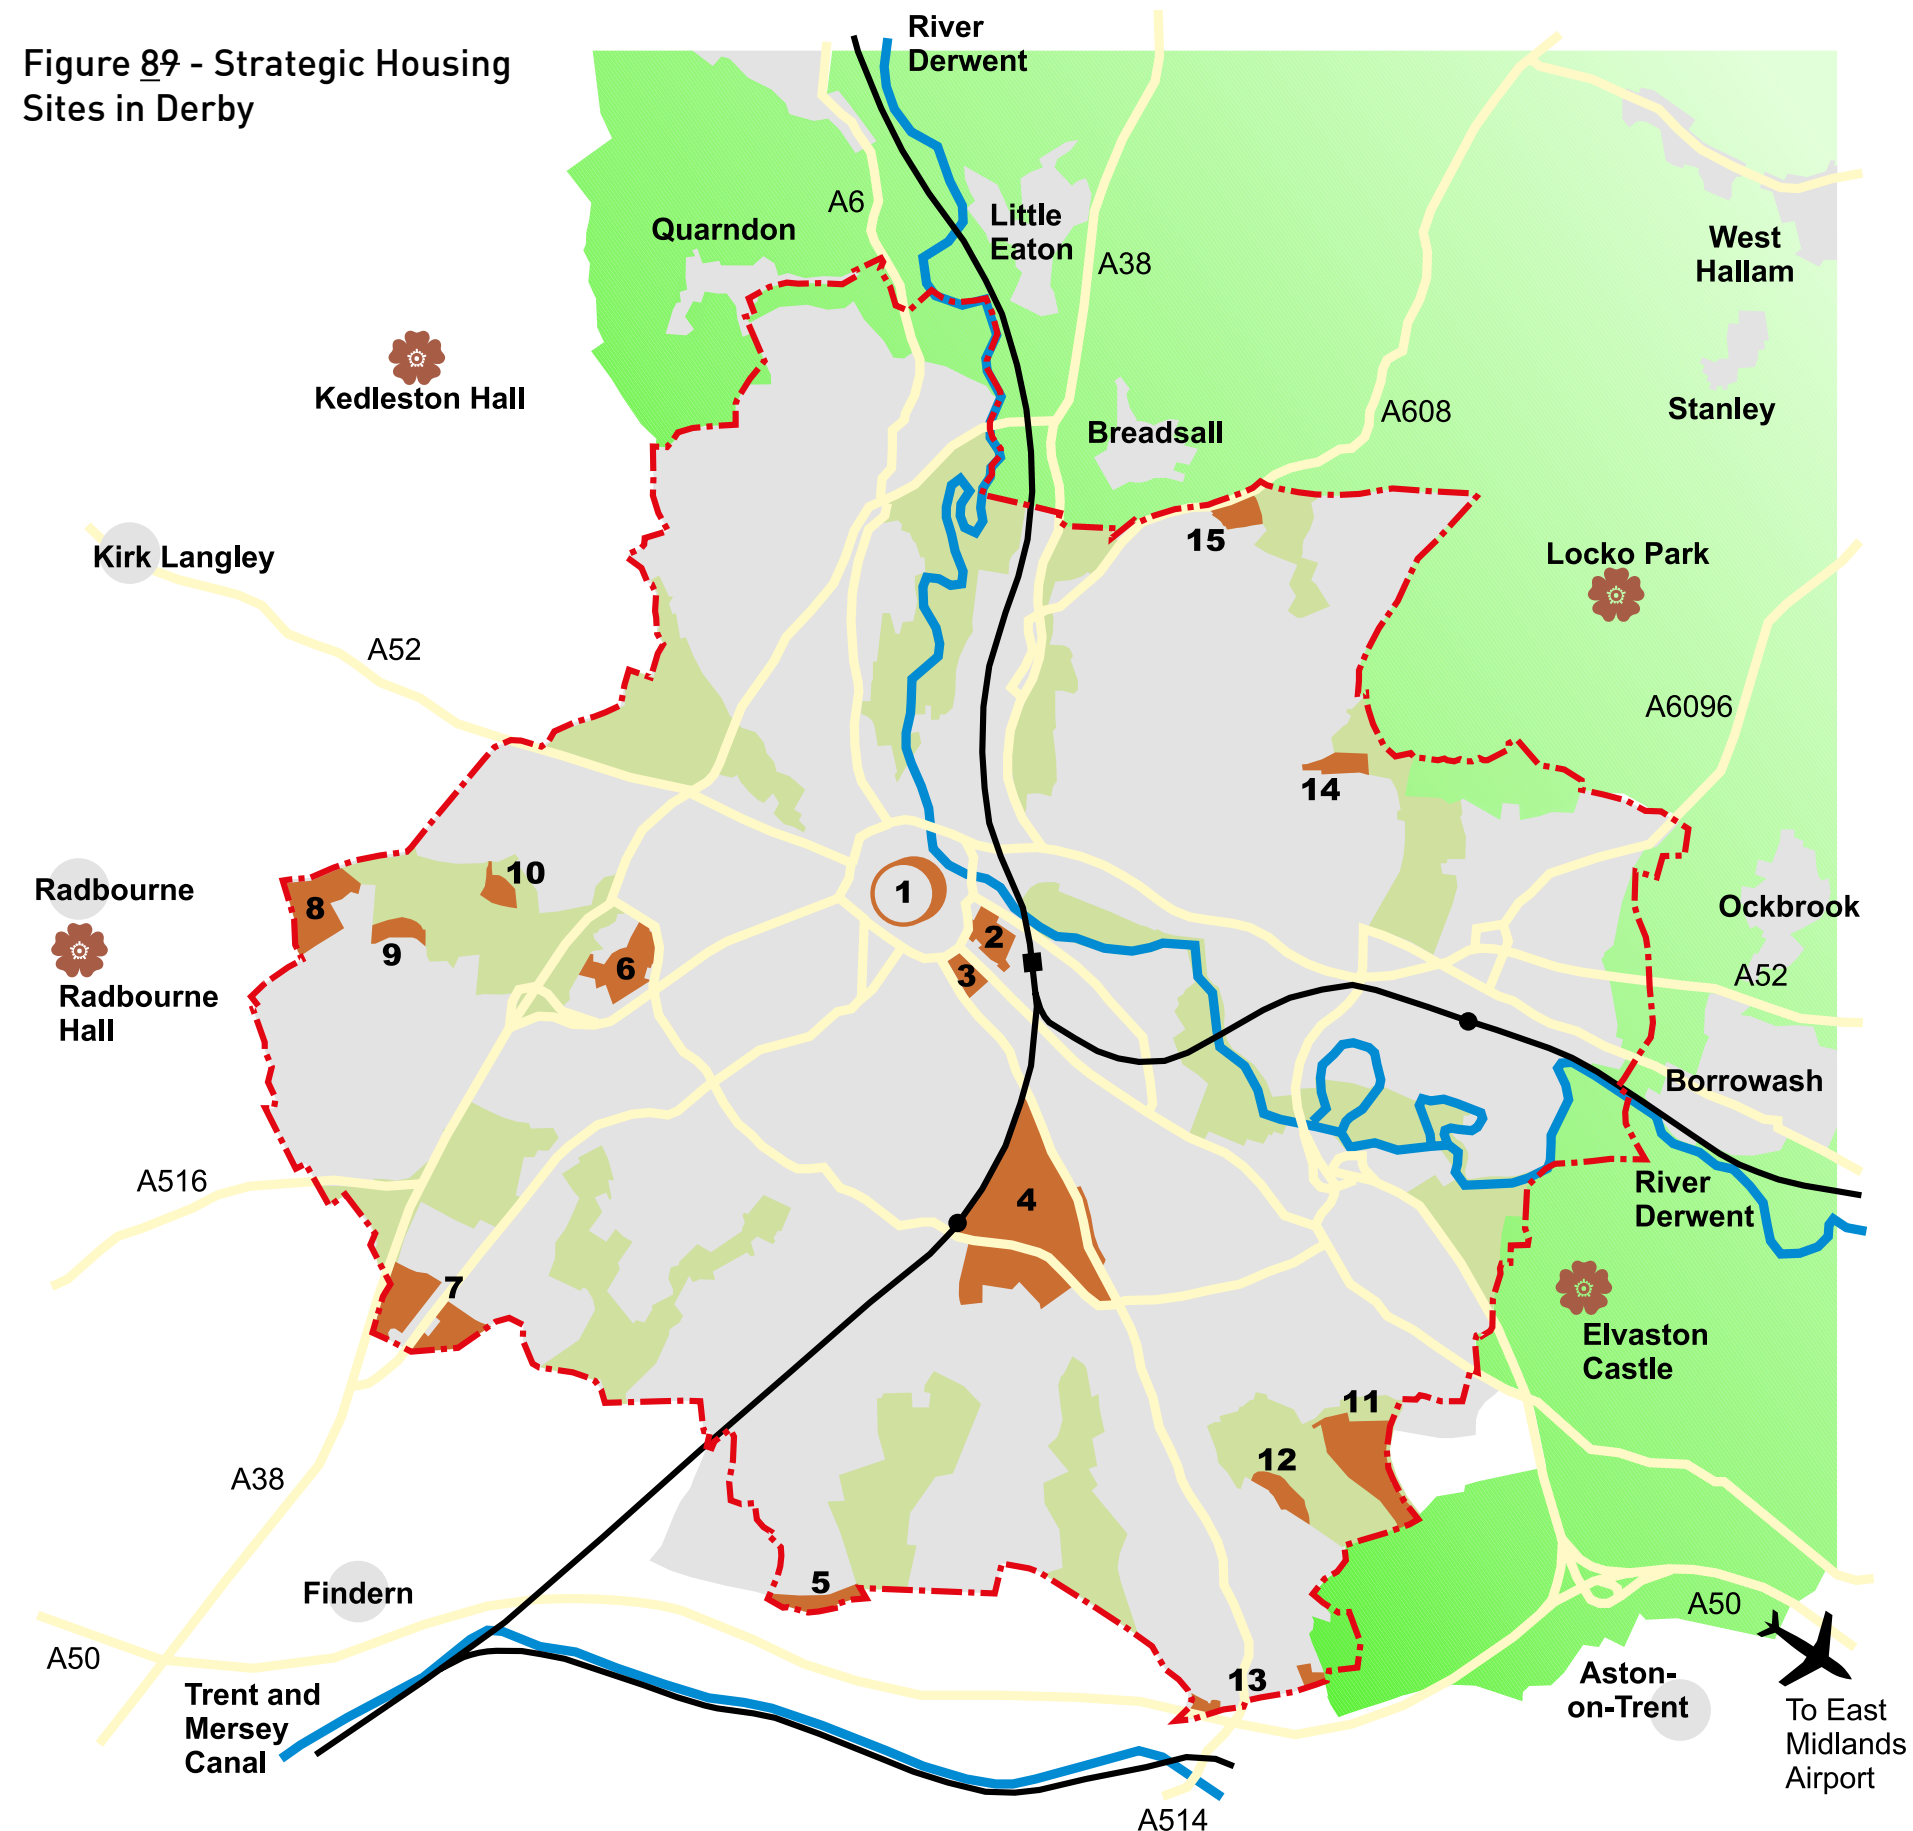 Figure 89 - Strategic Housing
Sites in Derby
River
Derwent
A6
Quarndon
Little
Eaton
A38
West
Hallam
Kedleston Hall
Stanley
A608
Breadsall
15
Kirk Langley
Locko Park
A52
A6096
14
10
Radbourne
8
1
Ockbrook
9
6
2
3
A52
Radbourne
Hall
Borrowash
A516
4
River
Derwent
7
Elvaston
Castle
11
12
A38
5
Findern
A50
A50
13
Aston-
on-Trent
Trent and
Mersey
Canal
To East
Midlands
Airport
A514